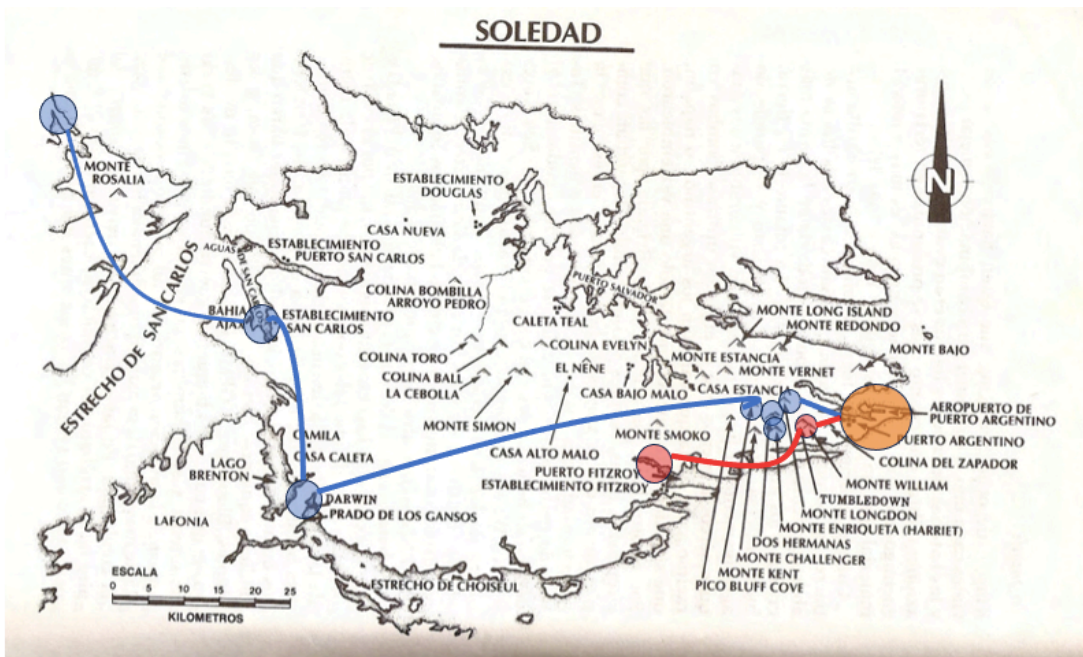 SOLEDAD
MONTE
ROSALIA
ESTABLECIMIENTO
DOUGLAS
CASA NUEVA
AGUAS DE SAN CARLOS
ESTABLECIMIENTO
PUERTO SAN CARLOS
N
ESTRECHO DE SAN CARLOS
COLINA BOMBILLA
ARROYO PEDRO
PUERTO SALVADOR
BAHIA
AJAX
ESTABLECIMIENTO
SAN CARLOS
CALETA TEAL
MONTE LONG ISLAND
MONTE REDONDO
COLINA TORO
COLINA EVELYN
MONTE ESTANCIA
MONTE BAJO
COLINA BALL
EL NENE
MONTE VERNET
LA CEBOLLA
CASA BAJO MALO
CASA ESTANCIA
MONTE SIMON
AEROPUERTO DE
PUERTO ARGENTINO
CAMILA
CASA CALETA
CASA ALTO MALO
MONTE SMOKO
PUERTO ARGENTINO
LAGO
BRENTON
PUERTO FITZROY
ESTABLECIMIENTO FITZROY
COLINA DEL ZAPADOR
MONTE WILLIAM
DARWIN
PRADO DE LOS GANSOS
TUMBLEDOWN
LAFONIA
MONTE LONGDON
MONTE ENRIQUETA (HARRIET)
DOS HERMANAS
MONTE CHALLENGER
MONTE KENT
PICO BLUFF COVE
ESTRECHO DE CHOISEUL
ESCALA
0 5 10 15 20 25
KILOMETROS